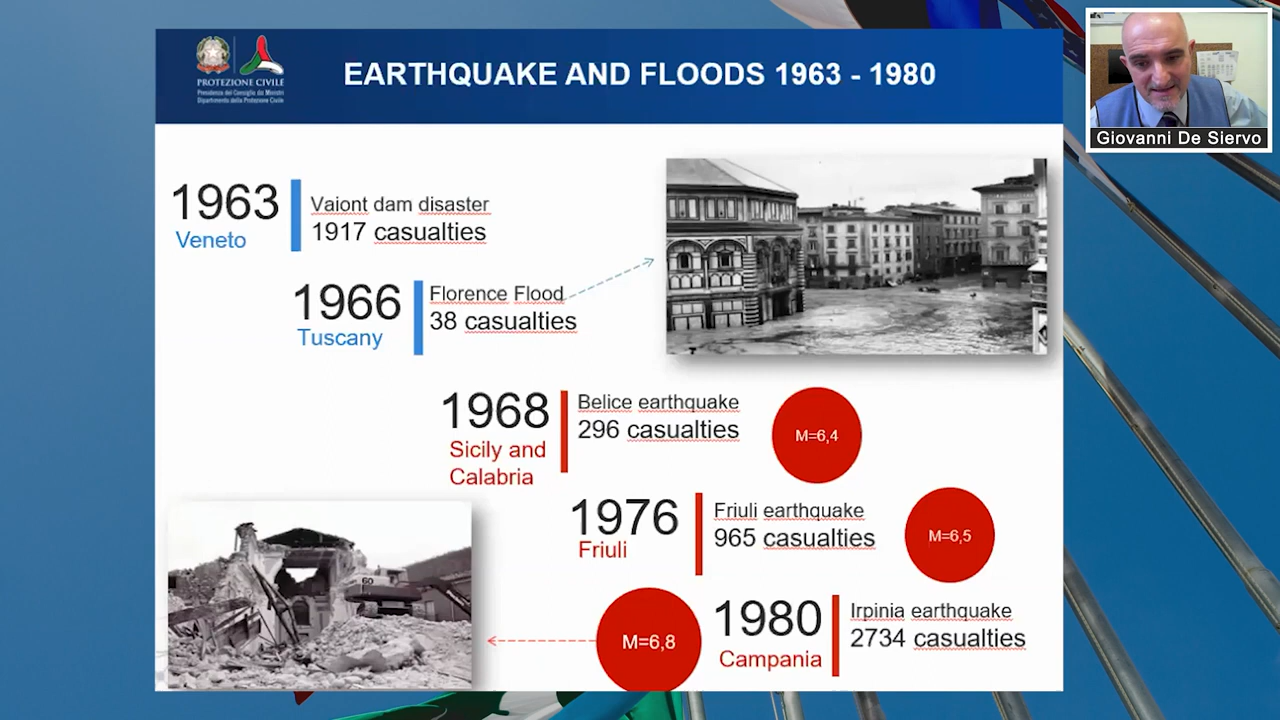 PROTEZIONE CIVILE
Presidenza del Consiglio dei Ministri
Dipartimento della Protezione Civile
EARTHQUAKE AND FLOODS 1963 - 1980
Giovanni De Siervo
1963
Veneto
Vaiont dam disaster
1917 casualties
1966
Tuscany
Florence Flood
38 casualties
1968
Sicily and
Calabria
Belice earthquake
296 casualties
M=6,4
1976
Friuli
Friuli earthquake
965 casualties
M=6,5
60
M=6,8
1980
Campania
Irpinia earthquake
2734 casualties